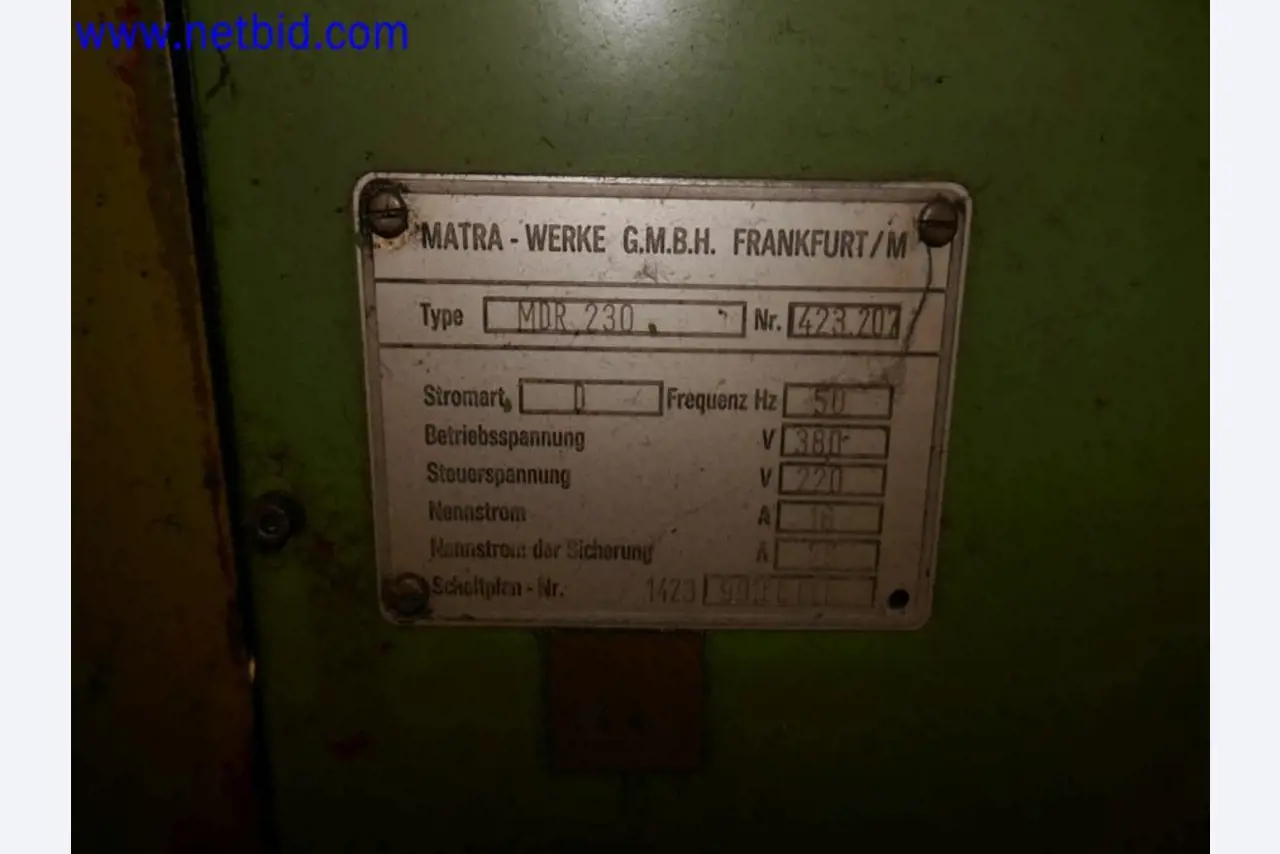 www.netbid.com
MATRA - WERKE G.M.B.H. FRANKFURT/M
Type MDR 230 Nr. 423.207
Stromart Frequenz Hz 50
Betriebsspannung V 380
Steuerspannung V 220
Nennstrom A 16
Nennstrom der Sicherung A
Schaltplan - Nr. 1423